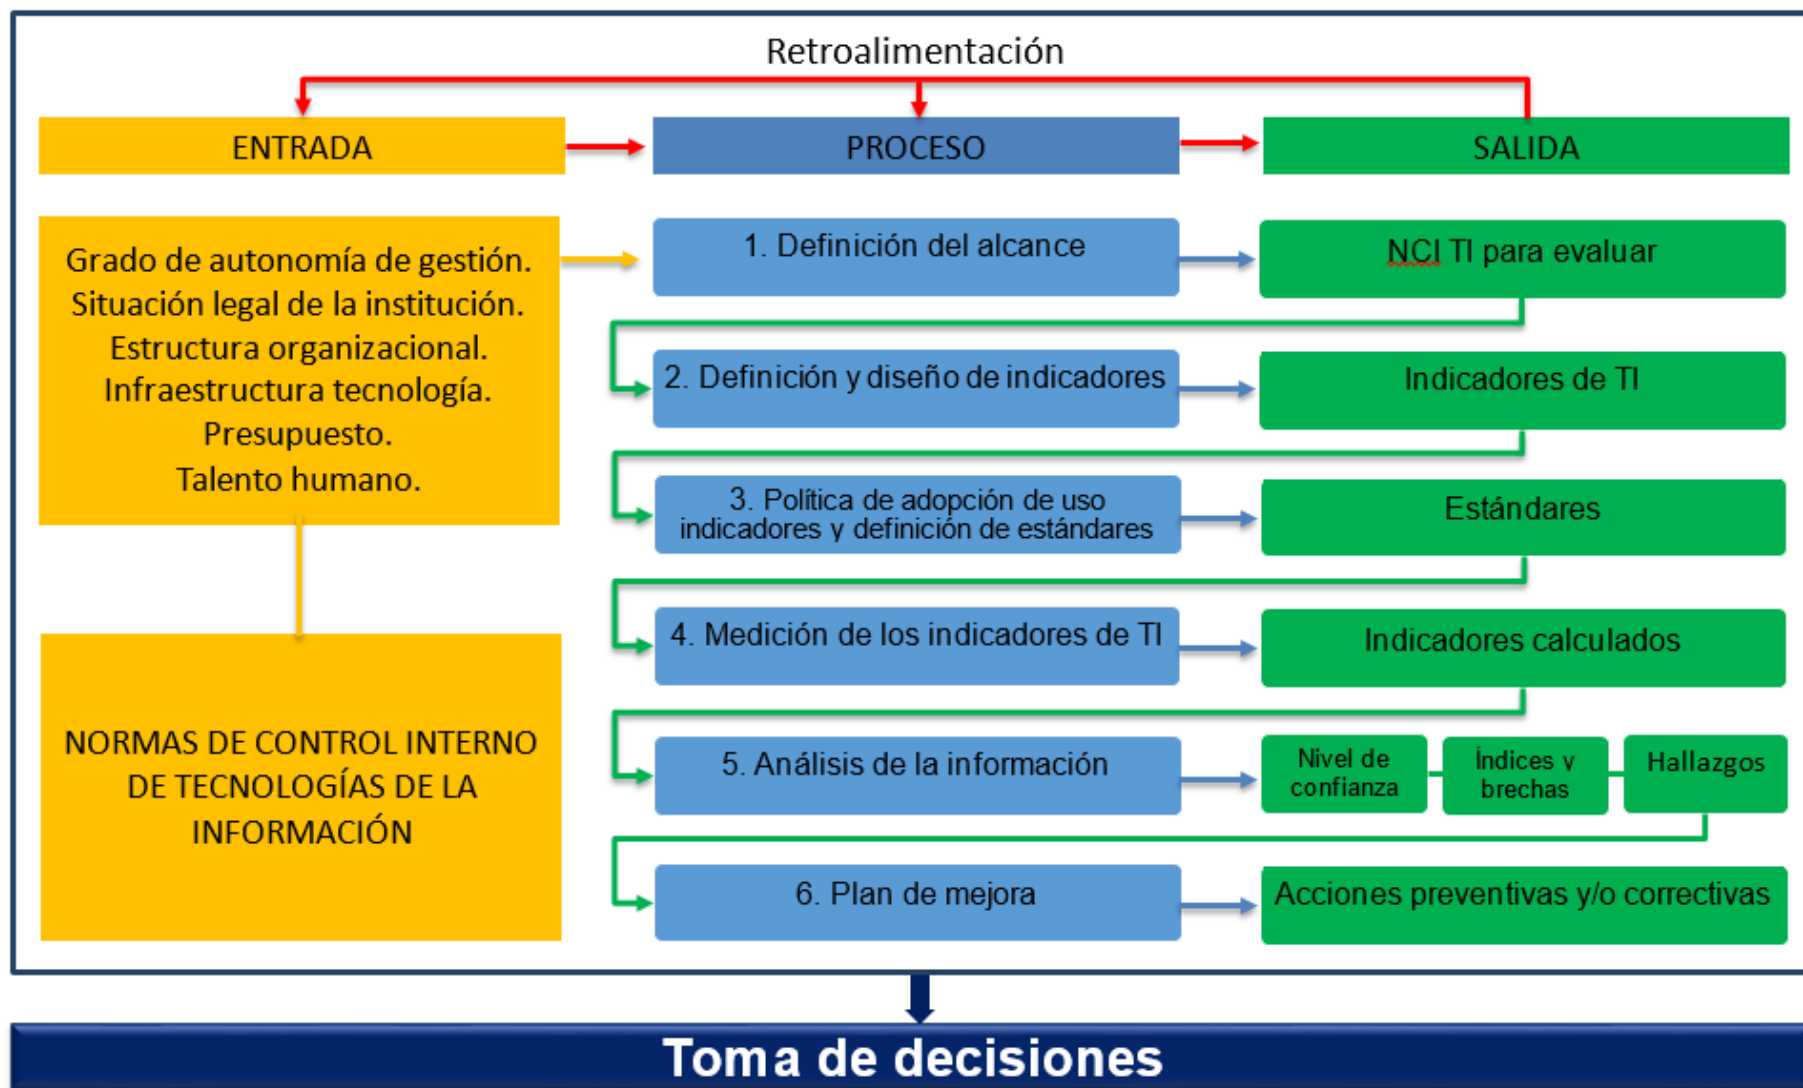 Retroalimentación
ENTRADA
PROCESO
SALIDA
Grado de autonomía de gestión.
Situación legal de la institución.
Estructura organizacional.
Infraestructura tecnología.
Presupuesto.
Talento humano.
NORMAS DE CONTROL INTERNO
DE TECNOLOGÍAS DE LA
INFORMACIÓN
1. Definición del alcance
NCI TI para evaluar
2. Definición y diseño de indicadores
Indicadores de TI
3. Política de adopción de uso
indicadores y definición de estándares
Estándares
4. Medición de los indicadores de TI
Indicadores calculados
5. Análisis de la información
Nivel de
confianza
Índices y
brechas
Hallazgos
6. Plan de mejora
Acciones preventivas y/o correctivas
Toma de decisiones